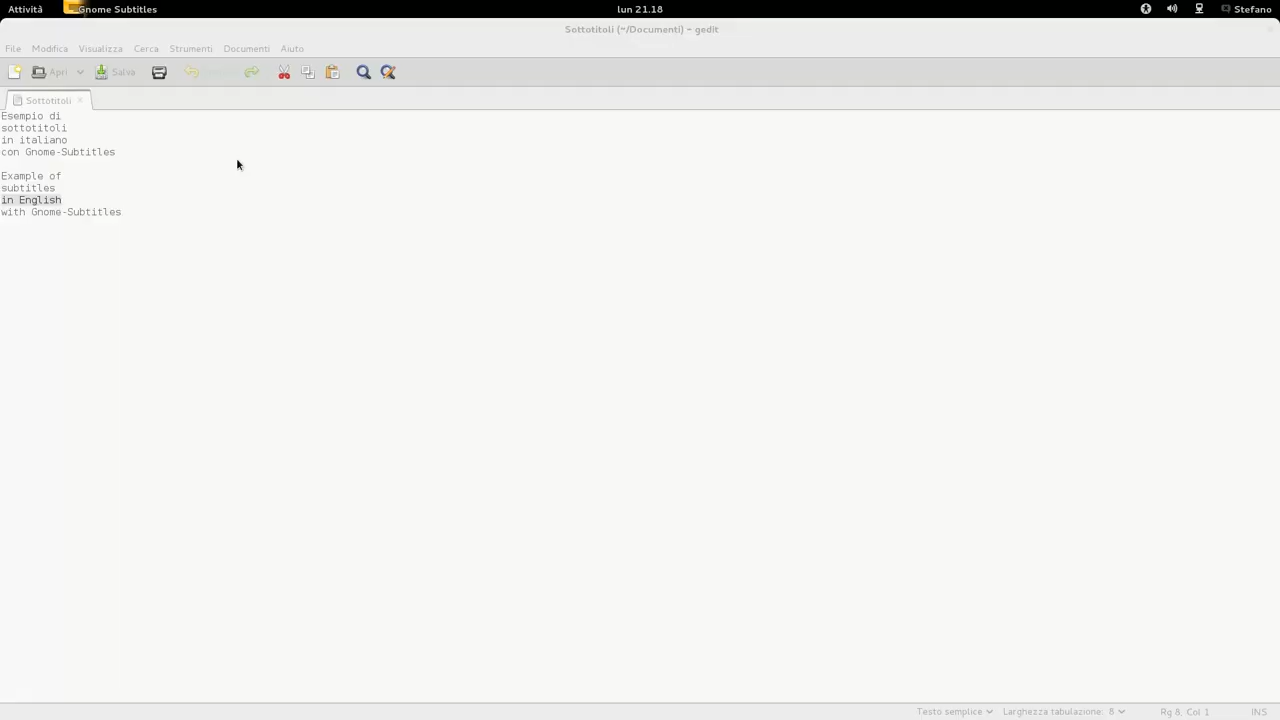 Attività Gnome Subtitles lun 21.18 Stefano
Sottotitoli (~/Documenti) – gedit
File Modifica Visualizza Cerca Strumenti Documenti Aiuto
Apri Salva
Sottotitoli
Esempio di
sottotitoli
in italiano
con Gnome-Subtitles
Example of
subtitles
in English
with Gnome-Subtitles
Testo semplice Larghezza tabulazione: 8 Rg 8, Col 1 INS